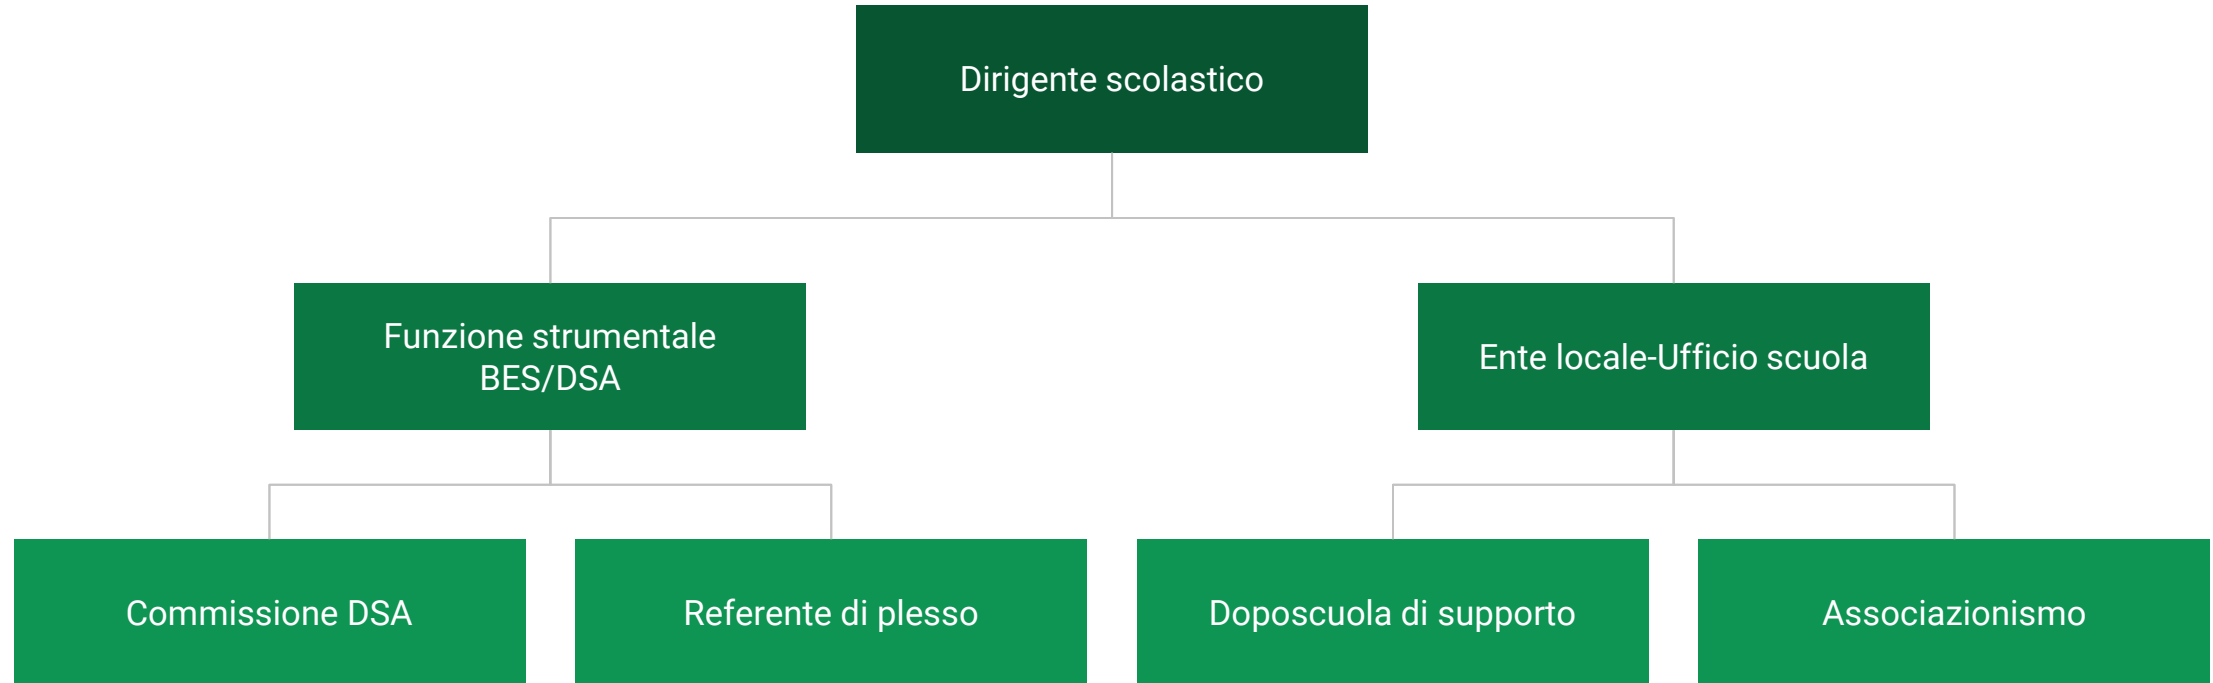 Dirigente scolastico
Funzione strumentale
BES/DSA
Ente locale-Ufficio scuola
Commissione DSA
Referente di plesso
Doposcuola di supporto
Associazionismo